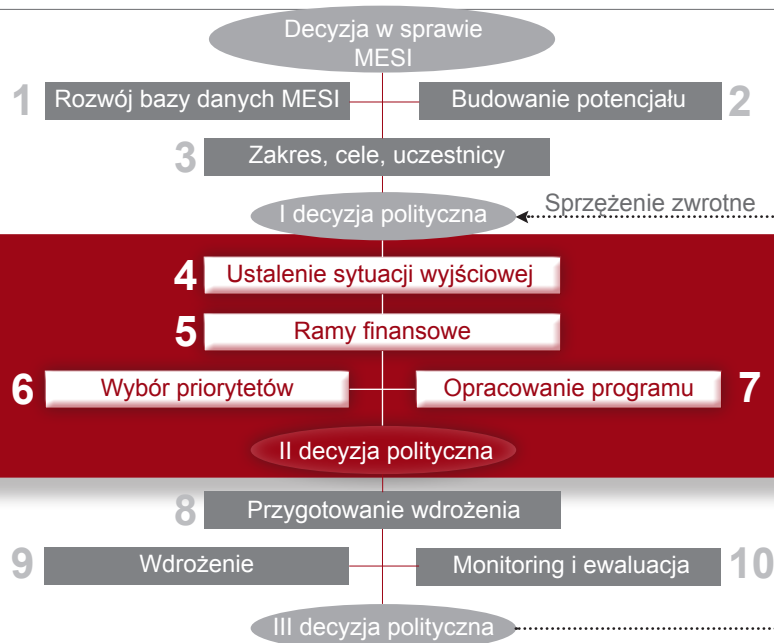 Decyzja w sprawie
MESI
1 Rozwój bazy danych MESI
Budowanie potencjału 2
3 Zakres, cele, uczestnicy
I decyzja polityczna
Sprzężenie zwrotne
4 Ustalenie sytuacji wyjściowej
5 Ramy finansowe
6 Wybór priorytetów
Opracowanie programu 7
II decyzja polityczna
8 Przygotowanie wdrożenia
9 Wdrożenie
Monitoring i ewaluacja 10
III decyzja polityczna